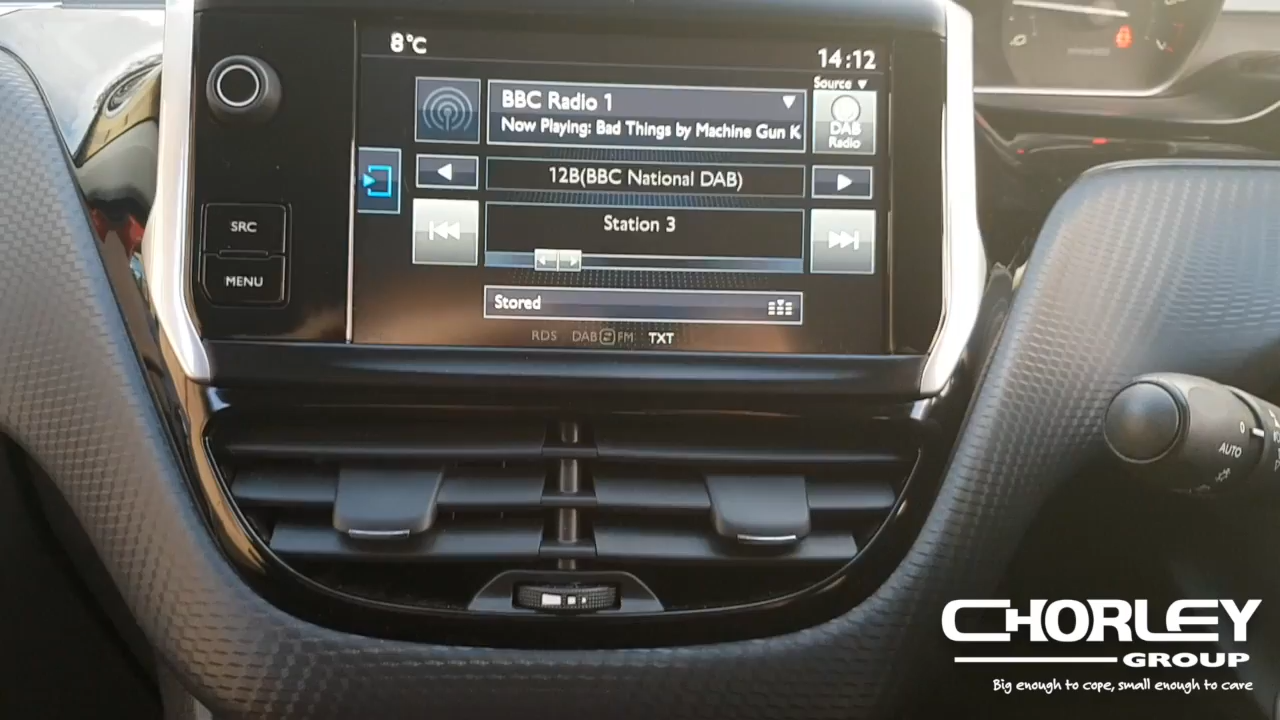 8°C
14:12
Source ▼
BBC Radio 1
Now Playing: Bad Things by Machine Gun K
DAB
Radio
12B(BBC National DAB)
SRC
Station 3
MENU
Stored
RDS DAB FM TXT
0
AUTO
CHORLEY
GROUP
Big enough to cope, small enough to care